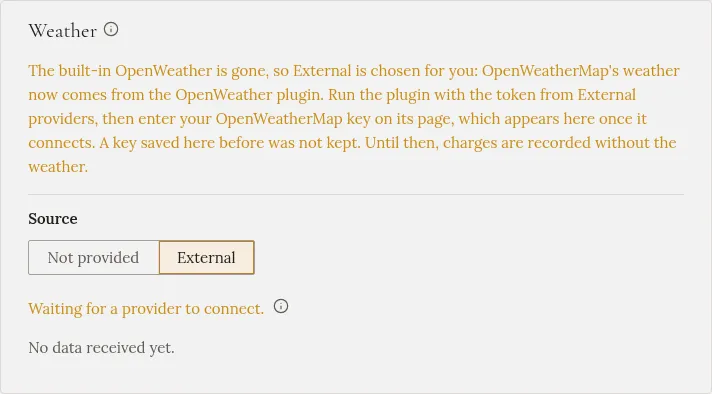 Weather
The built-in OpenWeather is gone, so External is chosen for you: OpenWeatherMap's weather
now comes from the OpenWeather plugin. Run the plugin with the token from External
providers, then enter your OpenWeatherMap key on its page, which appears here once it
connects. A key saved here before was not kept. Until then, charges are recorded without the
weather.
Source
Not provided External
Waiting for a provider to connect.
No data received yet.